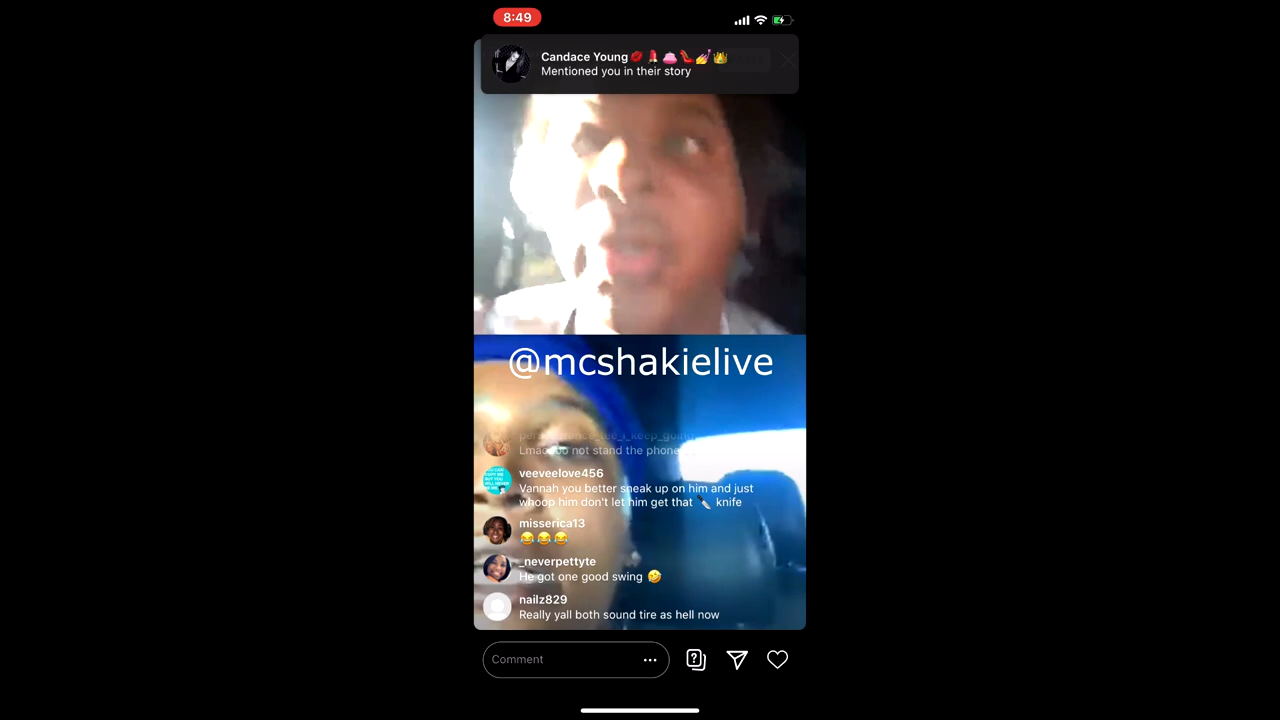 8:49
Candace Young💋💄👛👠💅👑
Mentioned you in their story
@mcshakielive
Lmao do not stand the phone
veeveelove456
Vannah you better sneak up on him and just
whoop him don't let him get that 🔪 knife
misserica13
😂😂😂
_neverpettyte
He got one good swing 🤣
nailz829
Really yall both sound tire as hell now
Comment